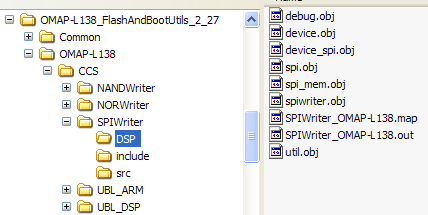 OMAP-L138_FlashAndBootUtils_2_27
Common
OMAP-L138
CCS
NANDWriter
NORWriter
SPIWriter
DSP
include
src
UBL_ARM
UBL_DSP
debug.obj
device.obj
device_spi.obj
spi.obj
spi_mem.obj
spiwriter.obj
SPIWriter_OMAP-L138.map
SPIWriter_OMAP-L138.out
util.obj